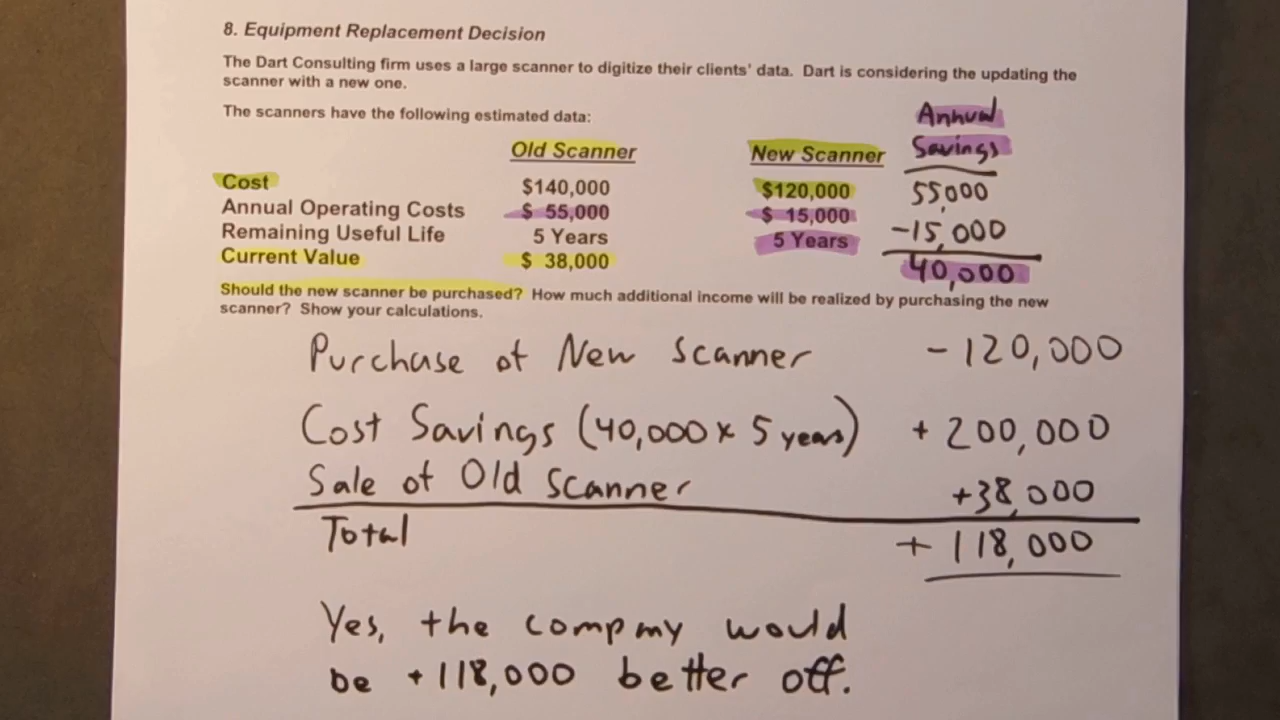 8. Equipment Replacement Decision
The Dart Consulting firm uses a large scanner to digitize their clients' data. Dart is considering the updating the
scanner with a new one.
The scanners have the following estimated data:
Annual
Savings
Old Scanner New Scanner
Cost $140,000 $120,000 55,000
Annual Operating Costs $ 55,000 $ 15,000 -15,000
Remaining Useful Life 5 Years 5 Years
Current Value $ 38,000 40,000
Should the new scanner be purchased? How much additional income will be realized by purchasing the new
scanner? Show your calculations.
Purchase of New Scanner - 120,000
Cost Savings (40,000 x 5 years) + 200,000
Sale of Old Scanner +38,000
Total + 118,000
Yes, the company would
be +118,000 better off.